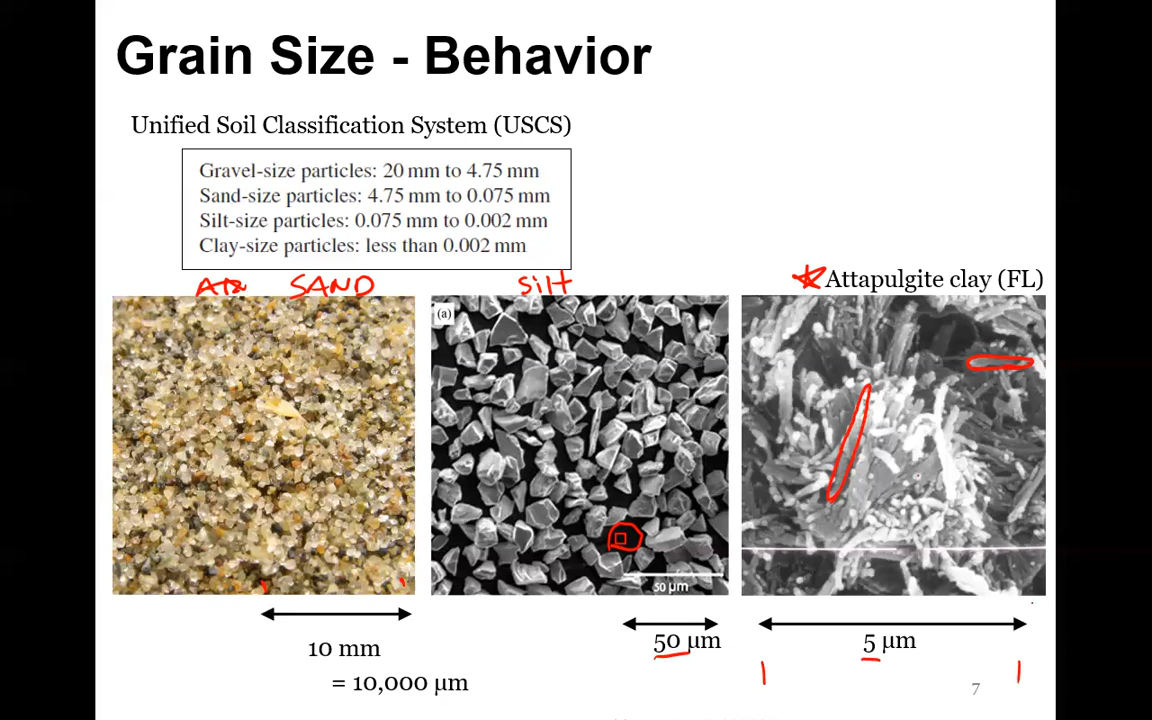 Grain Size - Behavior
Unified Soil Classification System (USCS)
Gravel-size particles: 20 mm to 4.75 mm
Sand-size particles: 4.75 mm to 0.075 mm
Silt-size particles: 0.075 mm to 0.002 mm
Clay-size particles: less than 0.002 mm
SAND
Silt
Attapulgite clay (FL)
(a)
50 µm
10 mm
= 10,000 µm
50 µm
5 µm
7